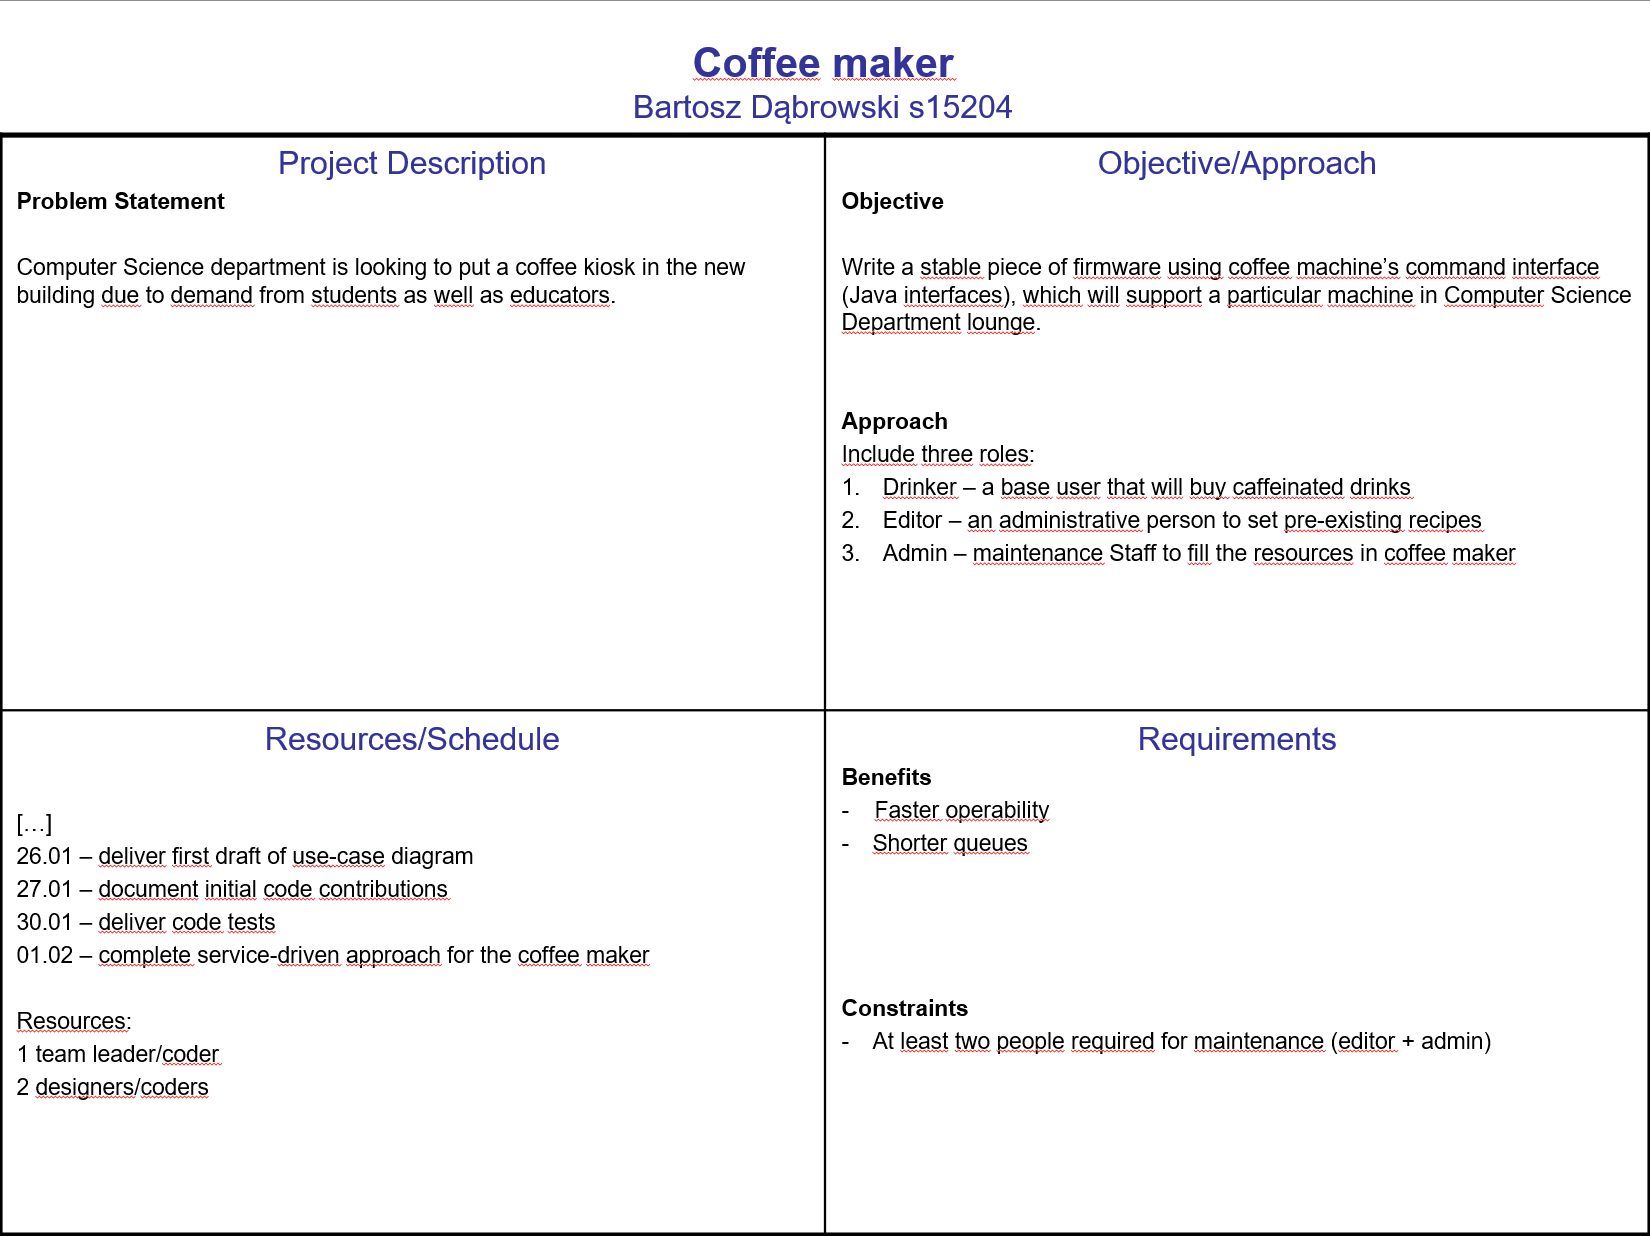 Coffee maker
Bartosz Dąbrowski s15204
Project Description
Problem Statement
Computer Science department is looking to put a coffee kiosk in the new
building due to demand from students as well as educators.
Objective/Approach
Objective
Write a stable piece of firmware using coffee machine’s command interface
(Java interfaces), which will support a particular machine in Computer Science
Department lounge.
Approach
Include three roles:
1. Drinker – a base user that will buy caffeinated drinks
2. Editor – an administrative person to set pre-existing recipes
3. Admin – maintenance Staff to fill the resources in coffee maker
Resources/Schedule
[…]
26.01 – deliver first draft of use-case diagram
27.01 – document initial code contributions
30.01 – deliver code tests
01.02 – complete service-driven approach for the coffee maker
Resources:
1 team leader/coder
2 designers/coders
Requirements
Benefits
- Faster operability
- Shorter queues
Constraints
- At least two people required for maintenance (editor + admin)